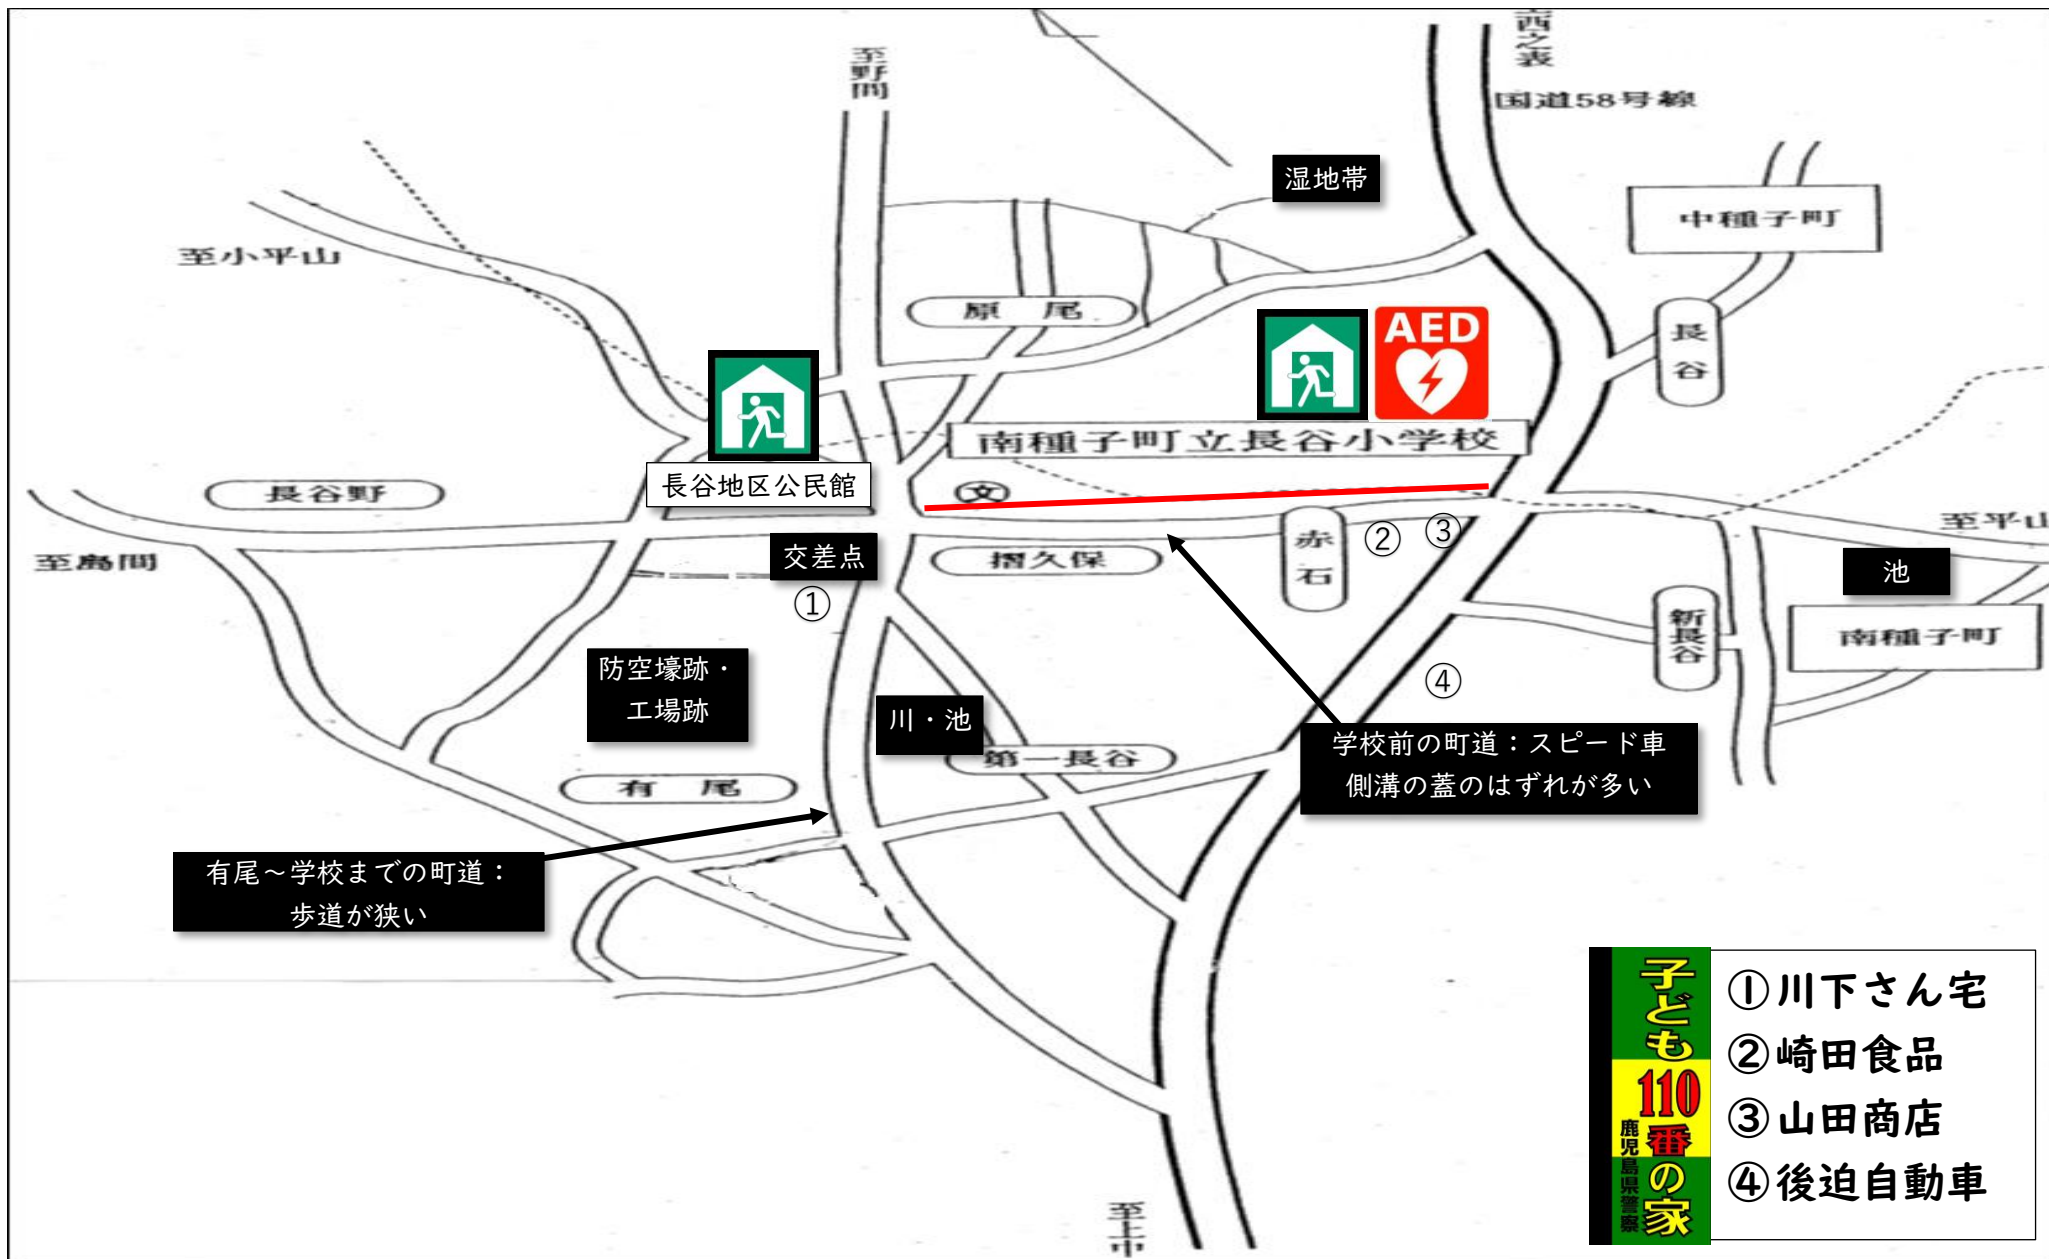 至野間
至西之表
国道58号線
湿地帯
中種子町
至小平山
原 尾
AED
長谷
南種子町立長谷小学校
長谷地区公民館
長谷野
文
至島間
交差点
①
摺久保
赤石
②
③
至平山
池
新長谷
南種子町
防空壕跡・
工場跡
川・池
④
第一長谷
学校前の町道：スピード車
側溝の蓋のはずれが多い
有 尾
有尾～学校までの町道：
歩道が狭い
至上中
子ども110番の家
鹿児島県警察
①川下さん宅
②崎田食品
③山田商店
④後迫自動車